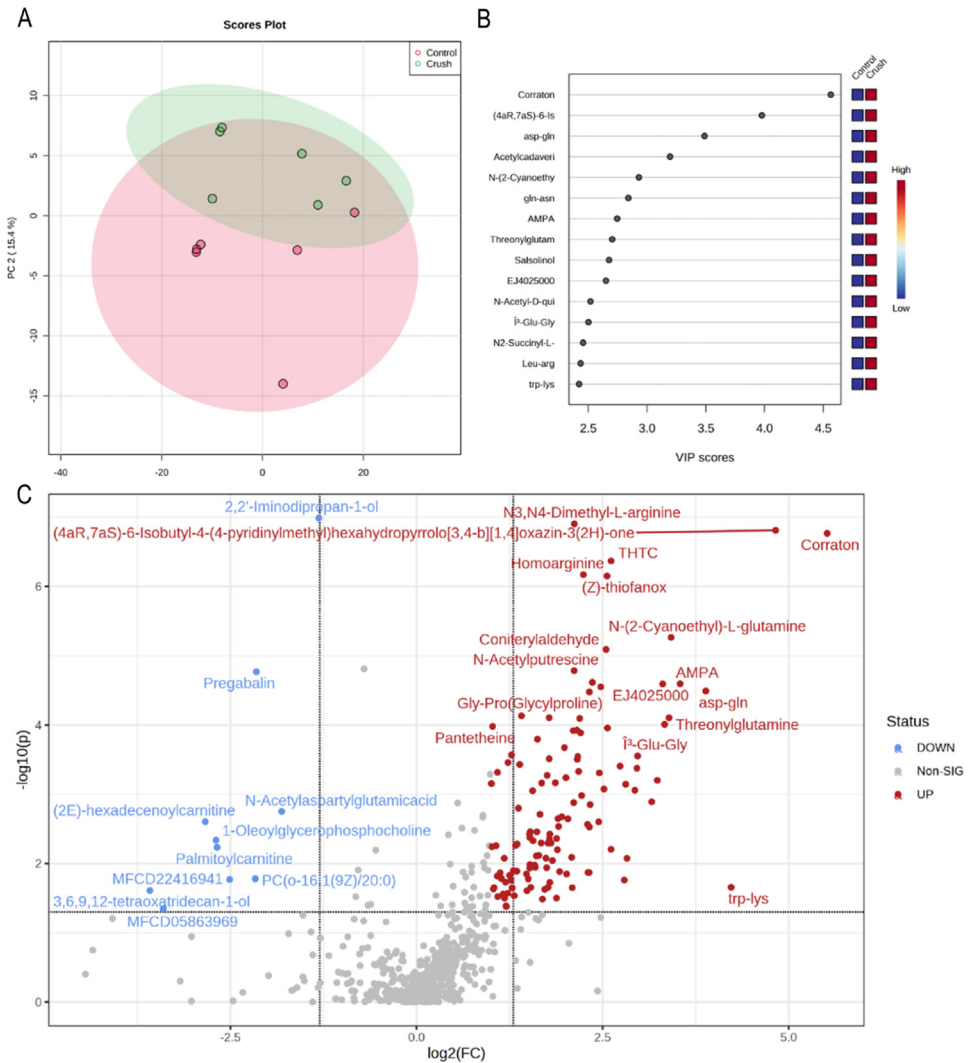 A
Scores Plot
Control
Crush
PC 2 ( 15.4 %)
10
5
0
-5
-10
-15
-40
-20
0
20
B
Control
Crush
Corraton
(4aR,7aS)-6-Is
asp-gln
Acetylcadaveri
N-(2-Cyanoethy
gln-asn
AMPA
Threonylglutam
Salsolinol
EJ4025000
N-Acetyl-D-qui
Î³-Glu-Gly
N2-Succinyl-L-
Leu-arg
trp-lys
High
Low
2.5
3.0
3.5
4.0
4.5
VIP scores
C
2,2'-Iminodipropan-1-ol
N3,N4-Dimethyl-L-arginine
(4aR,7aS)-6-Isobutyl-4-(4-pyridinylmethyl)hexahydropyrrolo[3,4-b][1,4]oxazin-3(2H)-one
Corraton
THTC
Homoarginine
(Z)-thiofanox
N-(2-Cyanoethyl)-L-glutamine
Coniferylaldehyde
N-Acetylputrescine
Pregabalin
AMPA
EJ4025000
asp-gln
Gly-Pro(Glycylproline)
Threonylglutamine
Pantetheine
Î³-Glu-Gly
N-Acetylaspartylglutamicacid
(2E)-hexadecenoylcarnitine
1-Oleoylglycerophosphocholine
Palmitoylcarnitine
MFCD22416941
PC(o-16:1(9Z)/20:0)
3,6,9,12-tetraoxatridecan-1-ol
MFCD05863969
trp-lys
-log10(p)
6
4
2
0
-2.5
0.0
2.5
5.0
log2(FC)
Status
DOWN
Non-SIG
UP